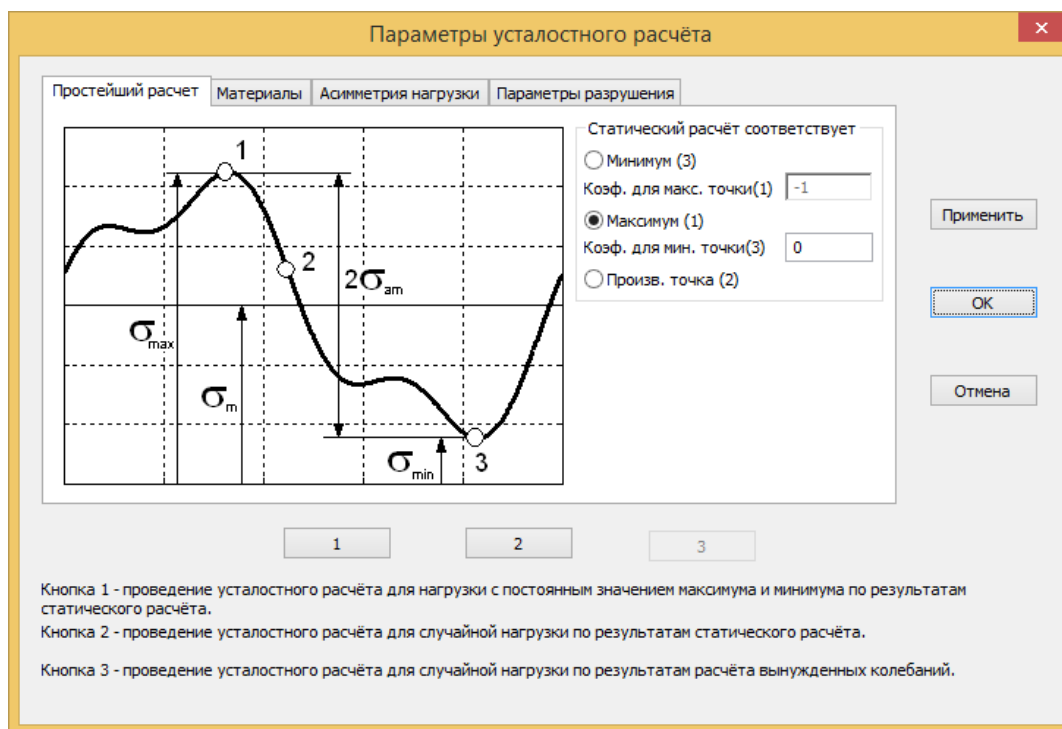 Параметры усталостного расчёта
Простейший расчет Материалы Асимметрия нагрузки Параметры разрушения
Статический расчёт соответствует
Минимум (3)
Коэф. для макс. точки(1) -1
Максимум (1)
Коэф. для мин. точки(3) 0
Произв. точка (2)
1
2
2σam
σmax
σm
σmin
3
Применить
ОК
Отмена
1 2 3
Кнопка 1 - проведение усталостного расчёта для нагрузки с постоянным значением максимума и минимума по результатам
статического расчёта.
Кнопка 2 - проведение усталостного расчёта для случайной нагрузки по результатам статического расчёта.
Кнопка 3 - проведение усталостного расчёта для случайной нагрузки по результатам расчёта вынужденных колебаний.